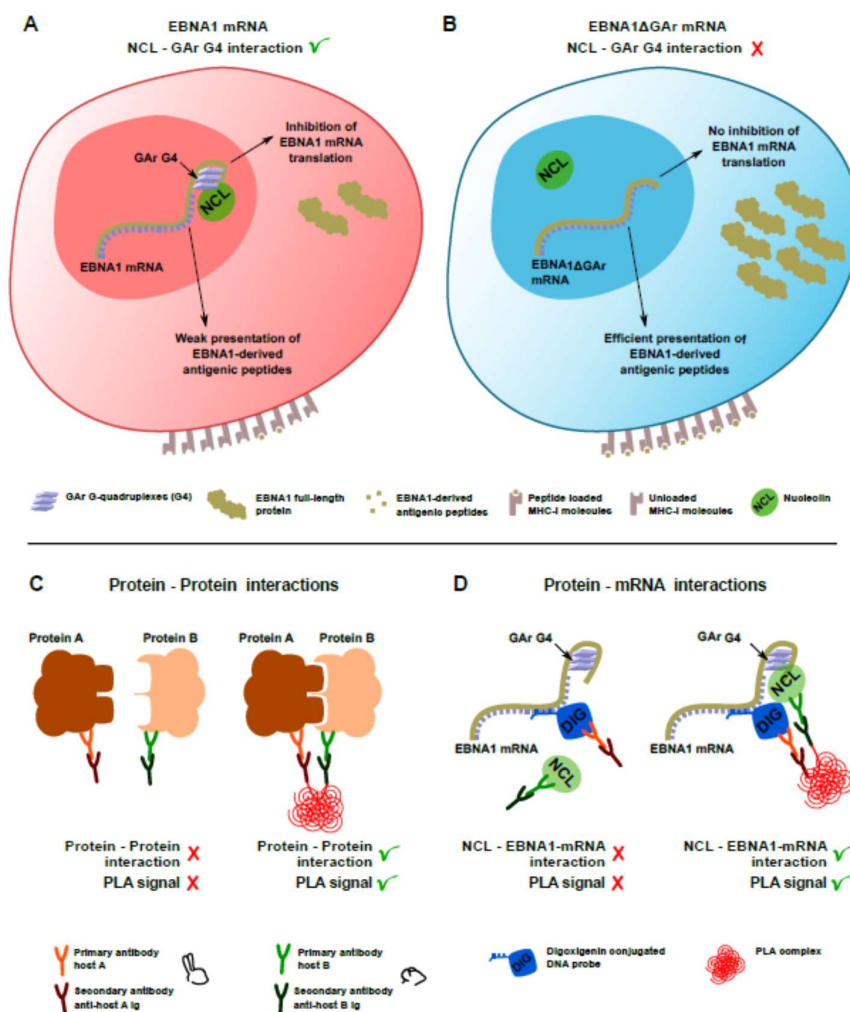 A
EBNA1 mRNA
NCL - GAr G4 interaction
GAr G4
NCL
EBNA1 mRNA
Inhibition of
EBNA1 mRNA
translation
Weak presentation of
EBNA1-derived
antigenic peptides
B
EBNA1ΔGAr mRNA
NCL - GAr G4 interaction
NCL
EBNA1ΔGAr
mRNA
No inhibition of
EBNA1 mRNA
translation
Efficient presentation of
EBNA1-derived
antigenic peptides
GAr G-quadruplexes (G4)
EBNA1 full-length
protein
EBNA1-derived
antigenic peptides
Peptide loaded
MHC-I molecules
Unloaded
MHC-I molecules
NCL
Nucleolin
C
Protein - Protein interactions
Protein A
Protein B
Protein A
Protein B
Protein - Protein
interaction
PLA signal
Protein - Protein
interaction
PLA signal
D
Protein - mRNA interactions
GAr G4
DIG
EBNA1 mRNA
NCL
GAr G4
NCL
DIG
EBNA1 mRNA
NCL - EBNA1-mRNA
interaction
PLA signal
NCL - EBNA1-mRNA
interaction
PLA signal
Primary antibody
host A
Secondary antibody
anti-host A Ig
Primary antibody
host B
Secondary antibody
anti-host B Ig
DIG
Digoxigenin conjugated
DNA probe
PLA complex